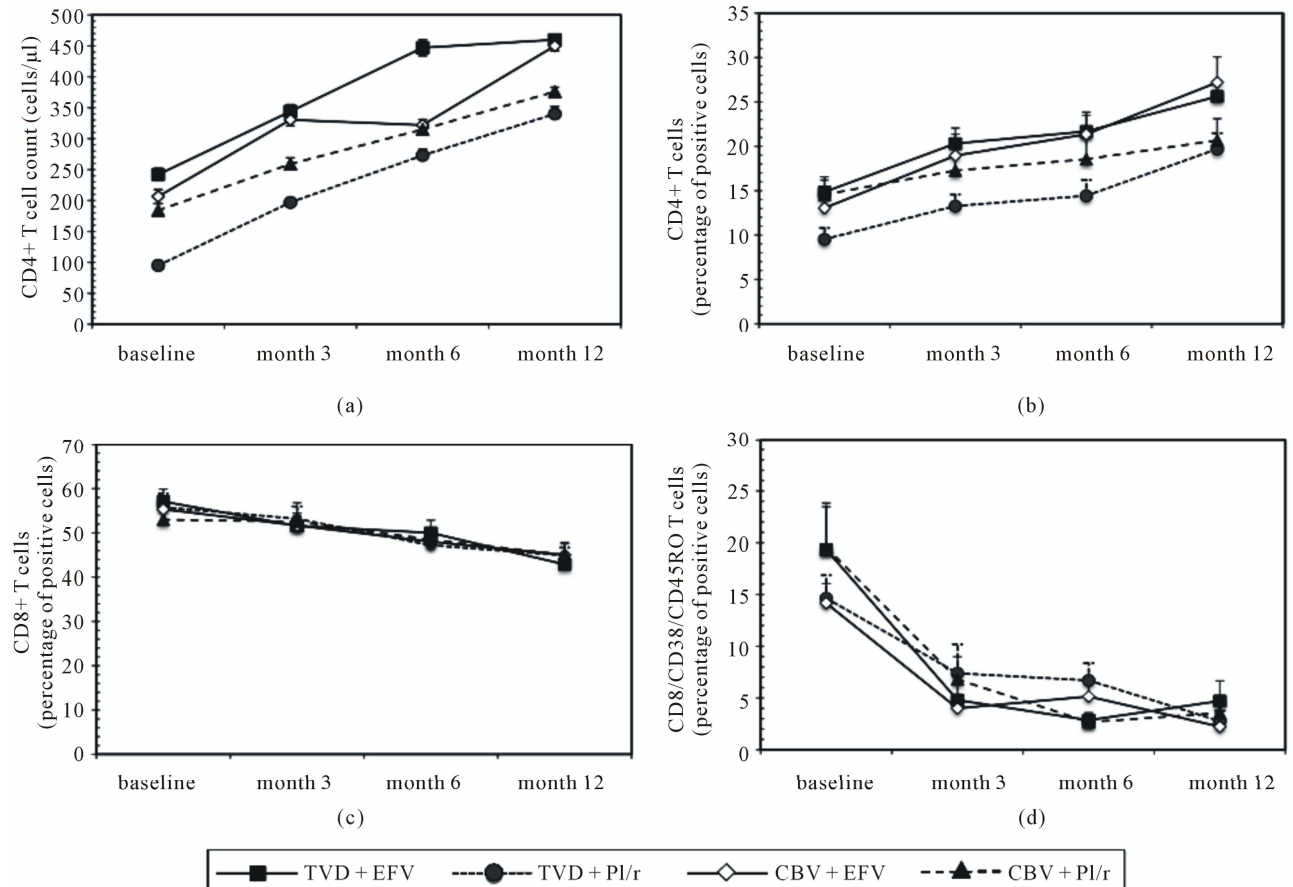 500
450
400
350
300
250
200
150
100
50
0
CD4+ T cell count (cells/µl)
baseline month 3 month 6 month 12
(a)
35
30
25
20
15
10
5
0
CD4+ T cells
(percentage of positive cells)
baseline month 3 month 6 month 12
(b)
70
60
50
40
30
20
10
0
CD8+ T cells
(percentage of positive cells)
baseline month 3 month 6 month 12
(c)
30
25
20
15
10
5
0
CD8/CD38/CD45RO T cells
(percentage of positive cells)
baseline month 3 month 6 month 12
(d)
TVD + EFV TVD + Pl/r CBV + EFV CBV + Pl/r